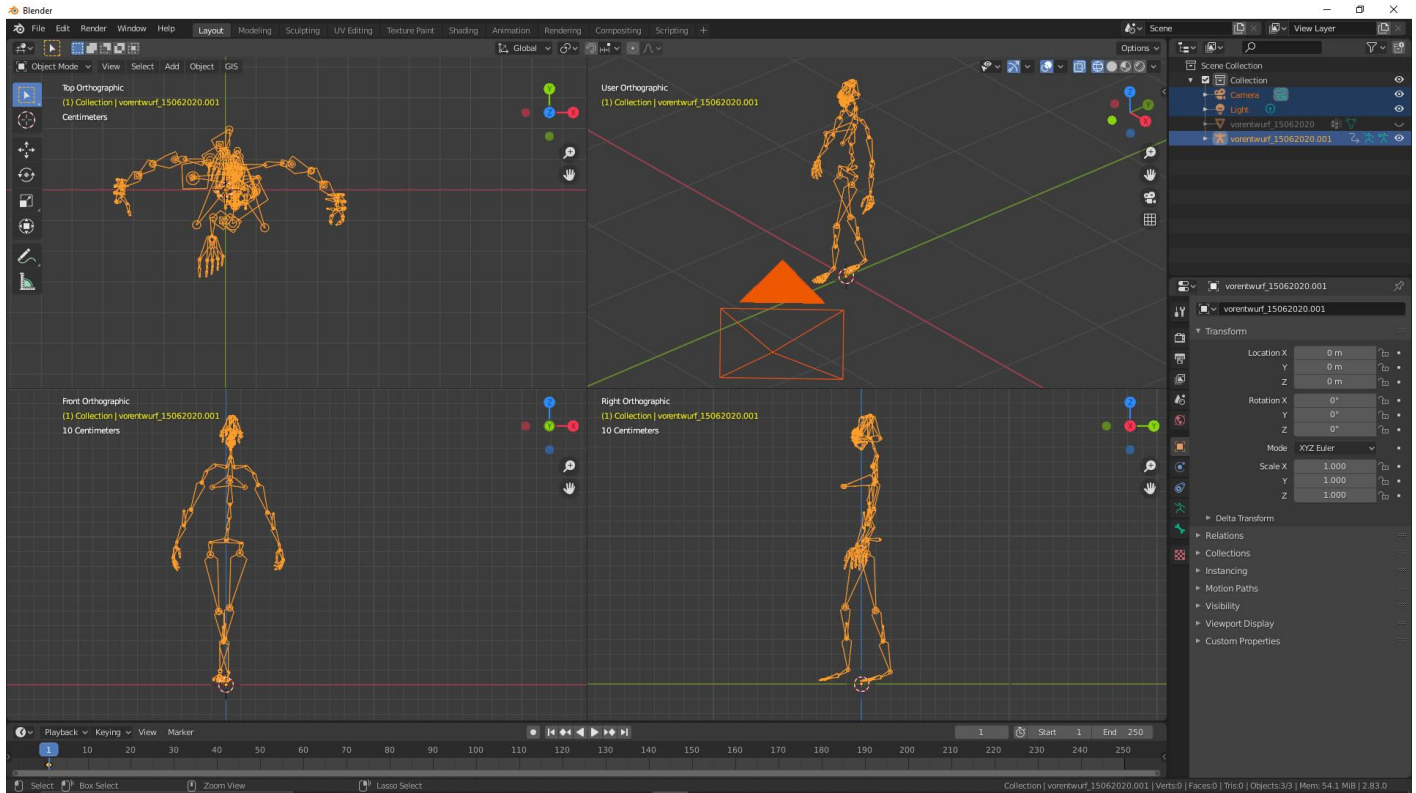 Blender
File Edit Render Window Help Layout Modeling Sculpting UV Editing Texture Paint Shading Animation Rendering Compositing Scripting + Scene View Layer
Global Options
Object Mode View Select Add Object GIS
Top Orthographic
(1) Collection | vorentwurf_15062020.001
Centimeters
User Orthographic
(1) Collection | vorentwurf_15062020.001
Front Orthographic
(1) Collection | vorentwurf_15062020.001
10 Centimeters
Right Orthographic
(1) Collection | vorentwurf_15062020.001
10 Centimeters
Scene Collection
Collection
Camera
Light
vorentwurf_15062020
vorentwurf_15062020.001
vorentwurf_15062020.001
vorentwurf_15062020.001
Transform
Location X 0 m
Y 0 m
Z 0 m
Rotation X 0°
Y 0°
Z 0°
Mode XYZ Euler
Scale X 1.000
Y 1.000
Z 1.000
Delta Transform
Relations
Collections
Instancing
Motion Paths
Visibility
Viewport Display
Custom Properties
Playback Keying View Marker 1 Start 1 End 250
1 10 20 30 40 50 60 70 80 90 100 110 120 130 140 150 160 170 180 190 200 210 220 230 240 250
Select Box Select Zoom View Lasso Select Collection | vorentwurf_15062020.001 | Verts:0 | Faces:0 | Tris:0 | Objects:3/3 | Mem: 54.1 MiB | 2.83.0